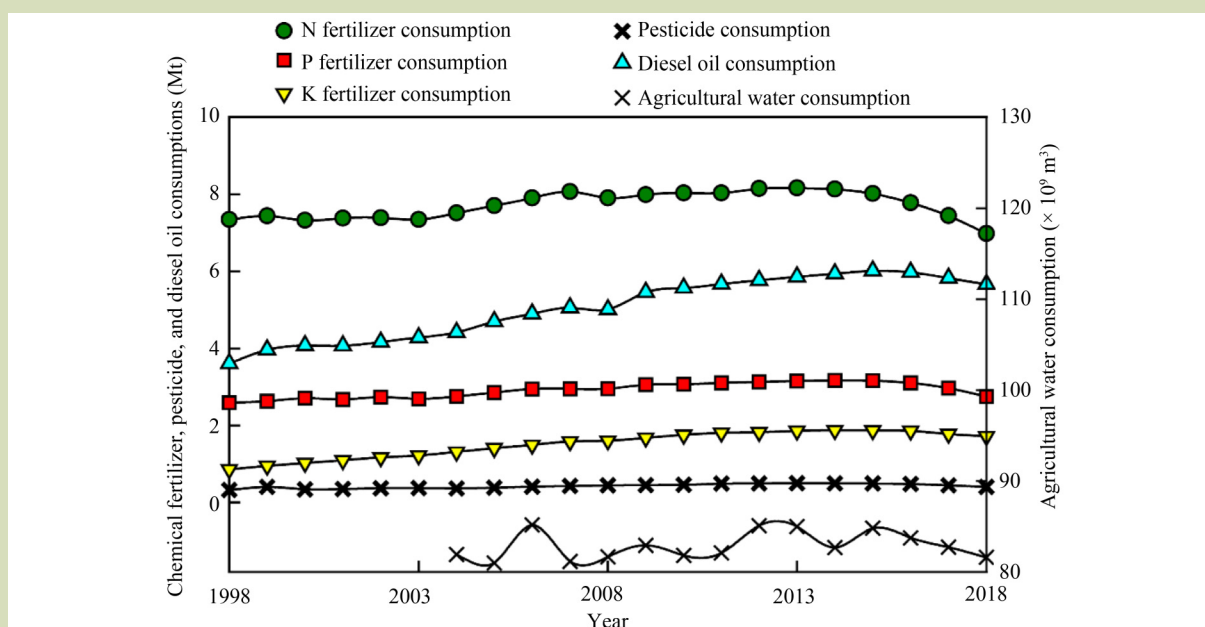 N fertilizer consumption
P fertilizer consumption
K fertilizer consumption
Pesticide consumption
Diesel oil consumption
Agricultural water consumption
Chemical fertilizer, pesticide, and diesel oil consumptions (Mt)
10
8
6
4
2
0
130
120
110
100
90
80
Agricultural water consumption (× 10⁹ m³)
1998
2003
2008
2013
2018
Year